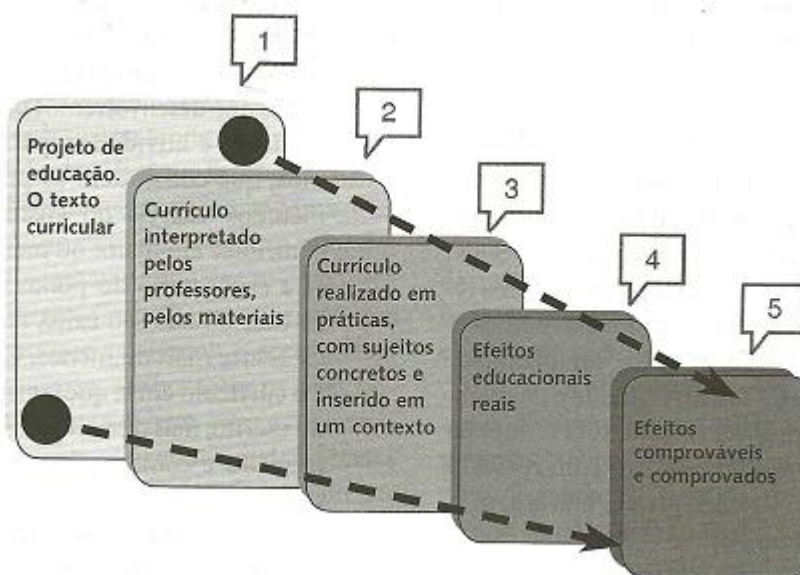 1
Projeto de
educação.
O texto
curricular
2
Currículo
interpretado
pelos
professores,
pelos materiais
3
Currículo
realizado em
práticas,
com sujeitos
concretos e
inserido em
um contexto
4
Efeitos
educacionais
reais
5
Efeitos
comprováveis
e comprovados